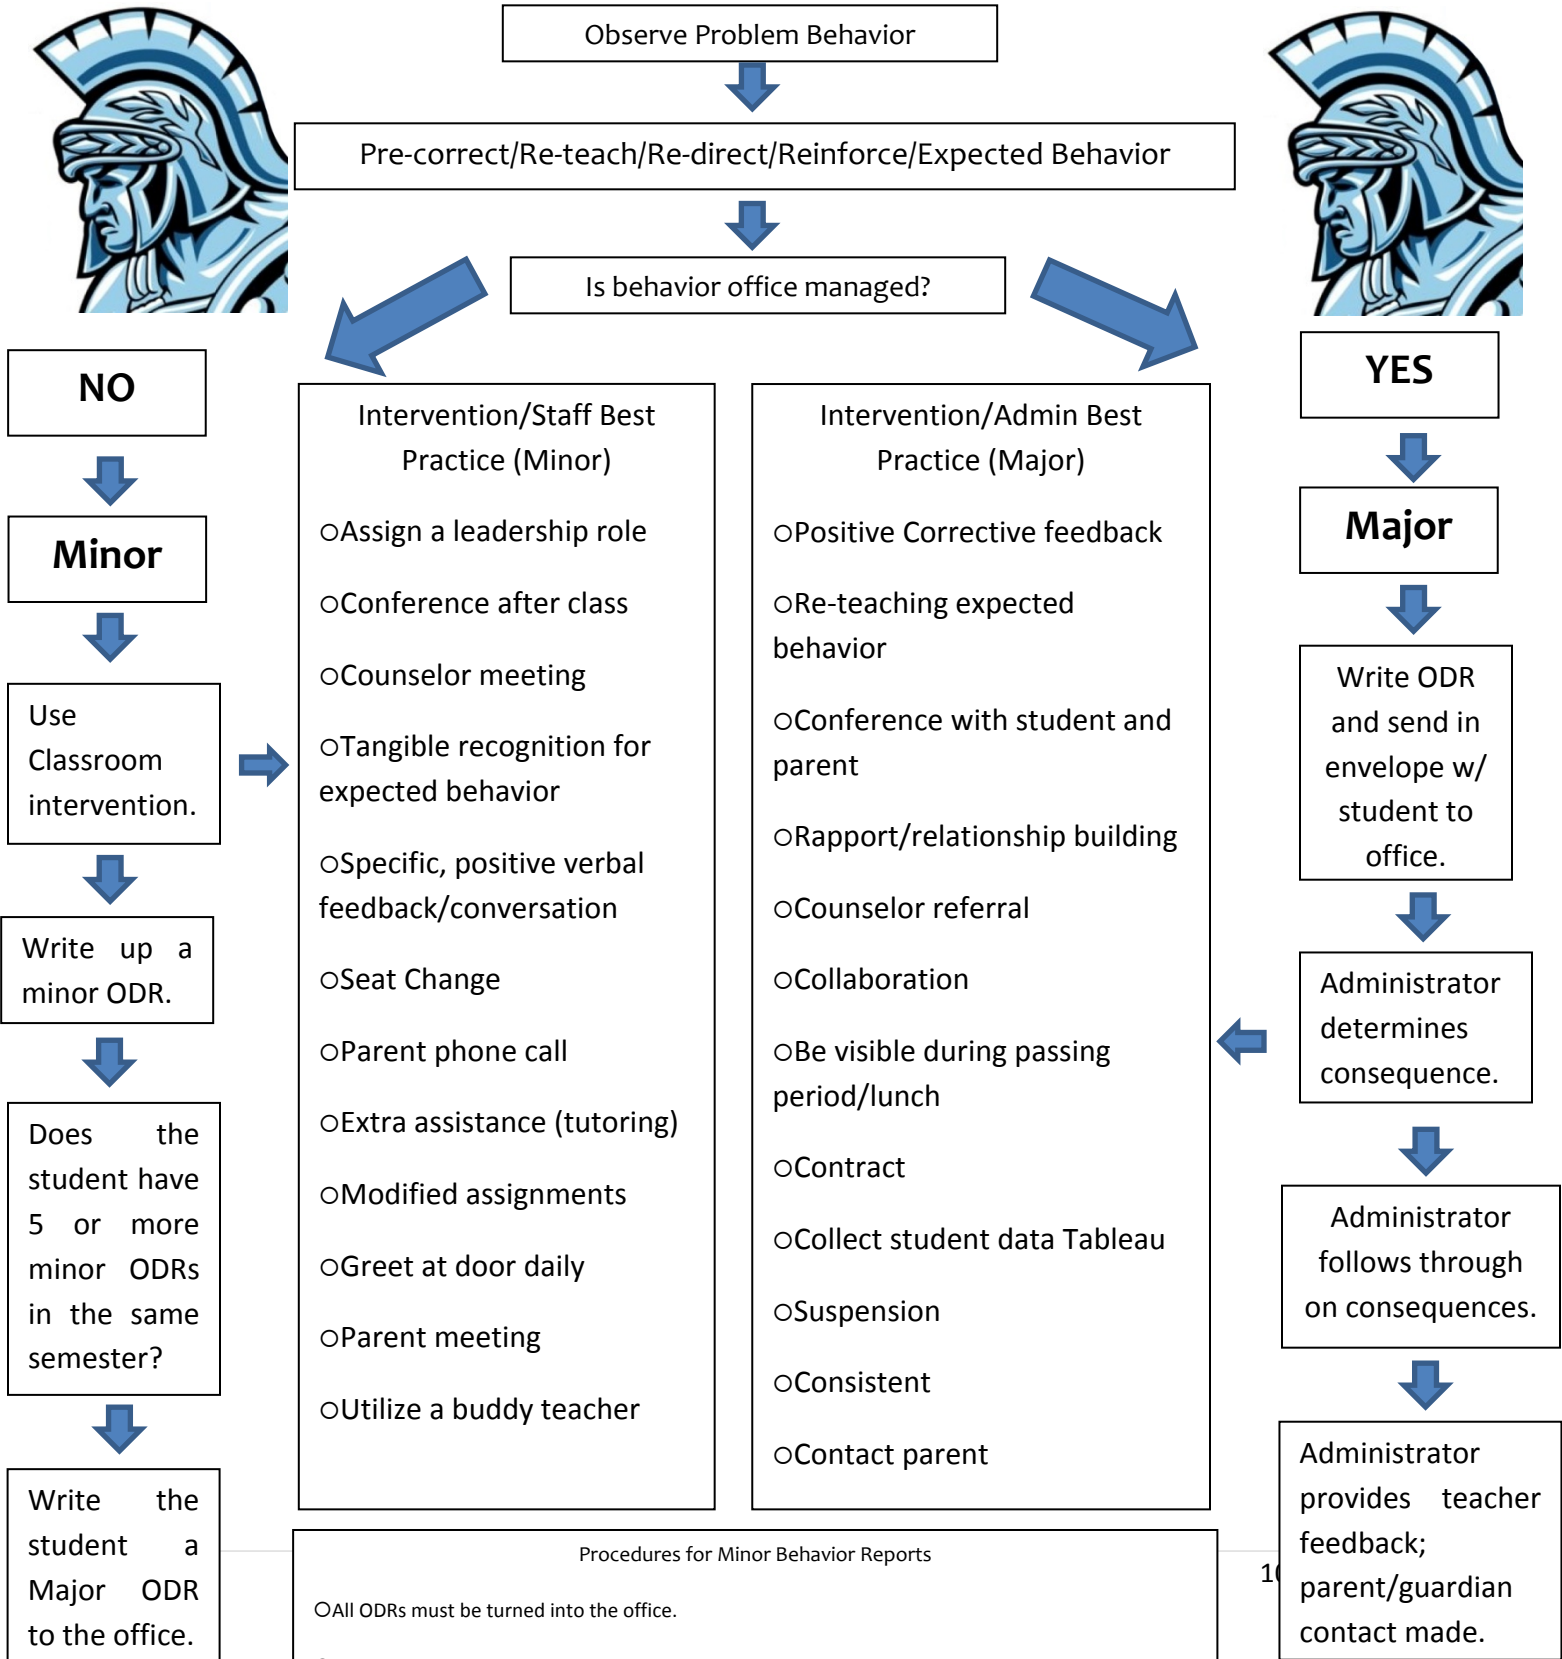 Observe Problem Behavior
Pre-correct/Re-teach/Re-direct/Reinforce/Expected Behavior
Is behavior office managed?
NO
Minor
Use
Classroom
intervention.
Write up a
minor ODR.
Does the
student have
5 or more
minor ODRs
in the same
semester?
Write the
student a
Major ODR
to the office.
Intervention/Staff Best
Practice (Minor)
○Assign a leadership role
○Conference after class
○Counselor meeting
○Tangible recognition for
expected behavior
○Specific, positive verbal
feedback/conversation
○Seat Change
○Parent phone call
○Extra assistance (tutoring)
○Modified assignments
○Greet at door daily
○Parent meeting
○Utilize a buddy teacher
Intervention/Admin Best
Practice (Major)
○Positive Corrective feedback
○Re-teaching expected
behavior
○Conference with student and
parent
○Rapport/relationship building
○Counselor referral
○Collaboration
○Be visible during passing
period/lunch
○Contract
○Collect student data Tableau
○Suspension
○Consistent
○Contact parent
YES
Major
Write ODR
and send in
envelope w/
student to
office.
Administrator
determines
consequence.
Administrator
follows through
on consequences.
Administrator
provides teacher
feedback;
parent/guardian
contact made.
Procedures for Minor Behavior Reports
○All ODRs must be turned into the office.